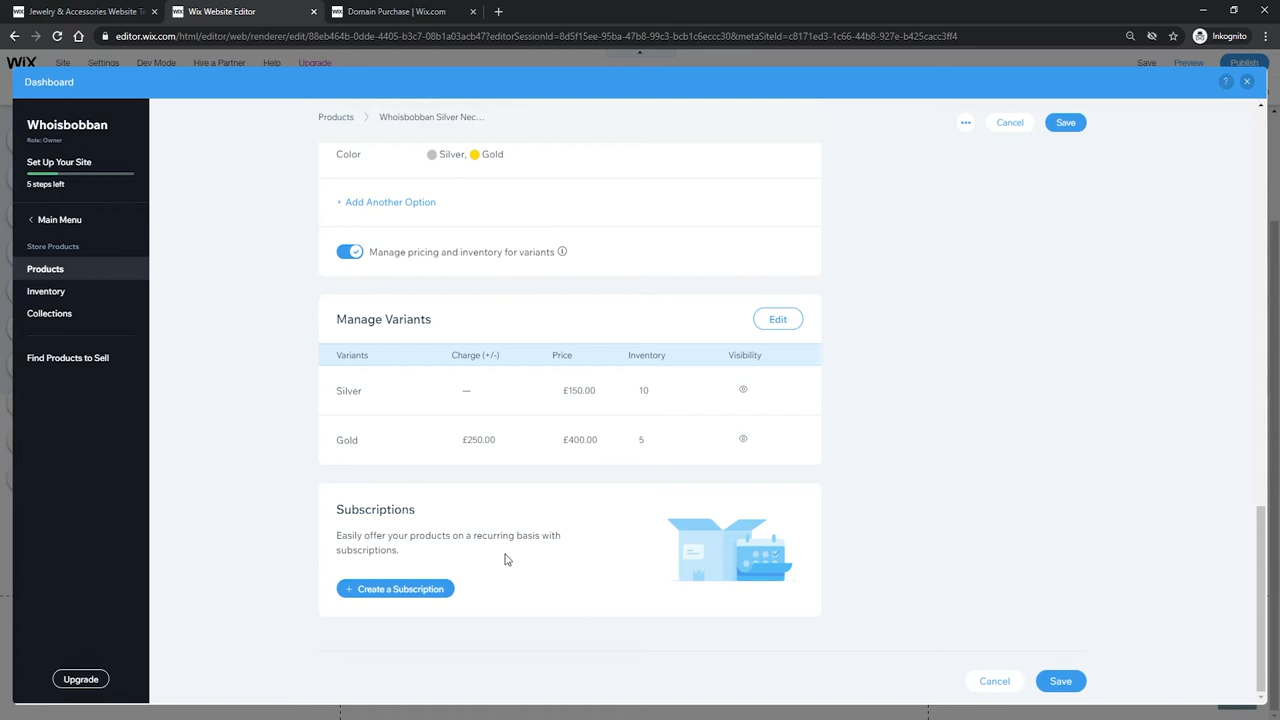 Jewelry & Accessories Website T
Wix Website Editor
Domain Purchase | Wix.com
editor.wix.com/html/editor/web/renderer/edit/88eb464b-0dde-4405-b3c7-08b1a03acb47?editorSessionId=8d5f15ee-95ba-47b8-99c3-bcb1c6eccc30&metaSiteId=c8171ed3-1c66-44b8-927e-b425cacc3ff4
Inkognito
WiX
Site
Settings
Dev Mode
Hire a Partner
Help
Upgrade
Save
Preview
Publish
Dashboard
?
Whoisbobban
Role: Owner
Set Up Your Site
5 steps left
Main Menu
Store Products
Products
Inventory
Collections
Find Products to Sell
Upgrade
Products
Whoisbobban Silver Nec...
Cancel
Save
Color
Silver,
Gold
+ Add Another Option
Manage pricing and inventory for variants
Manage Variants
Edit
Variants
Charge (+/-)
Price
Inventory
Visibility
Silver
—
£150.00
10
Gold
£250.00
£400.00
5
Subscriptions
Easily offer your products on a recurring basis with
subscriptions.
+ Create a Subscription
Cancel
Save